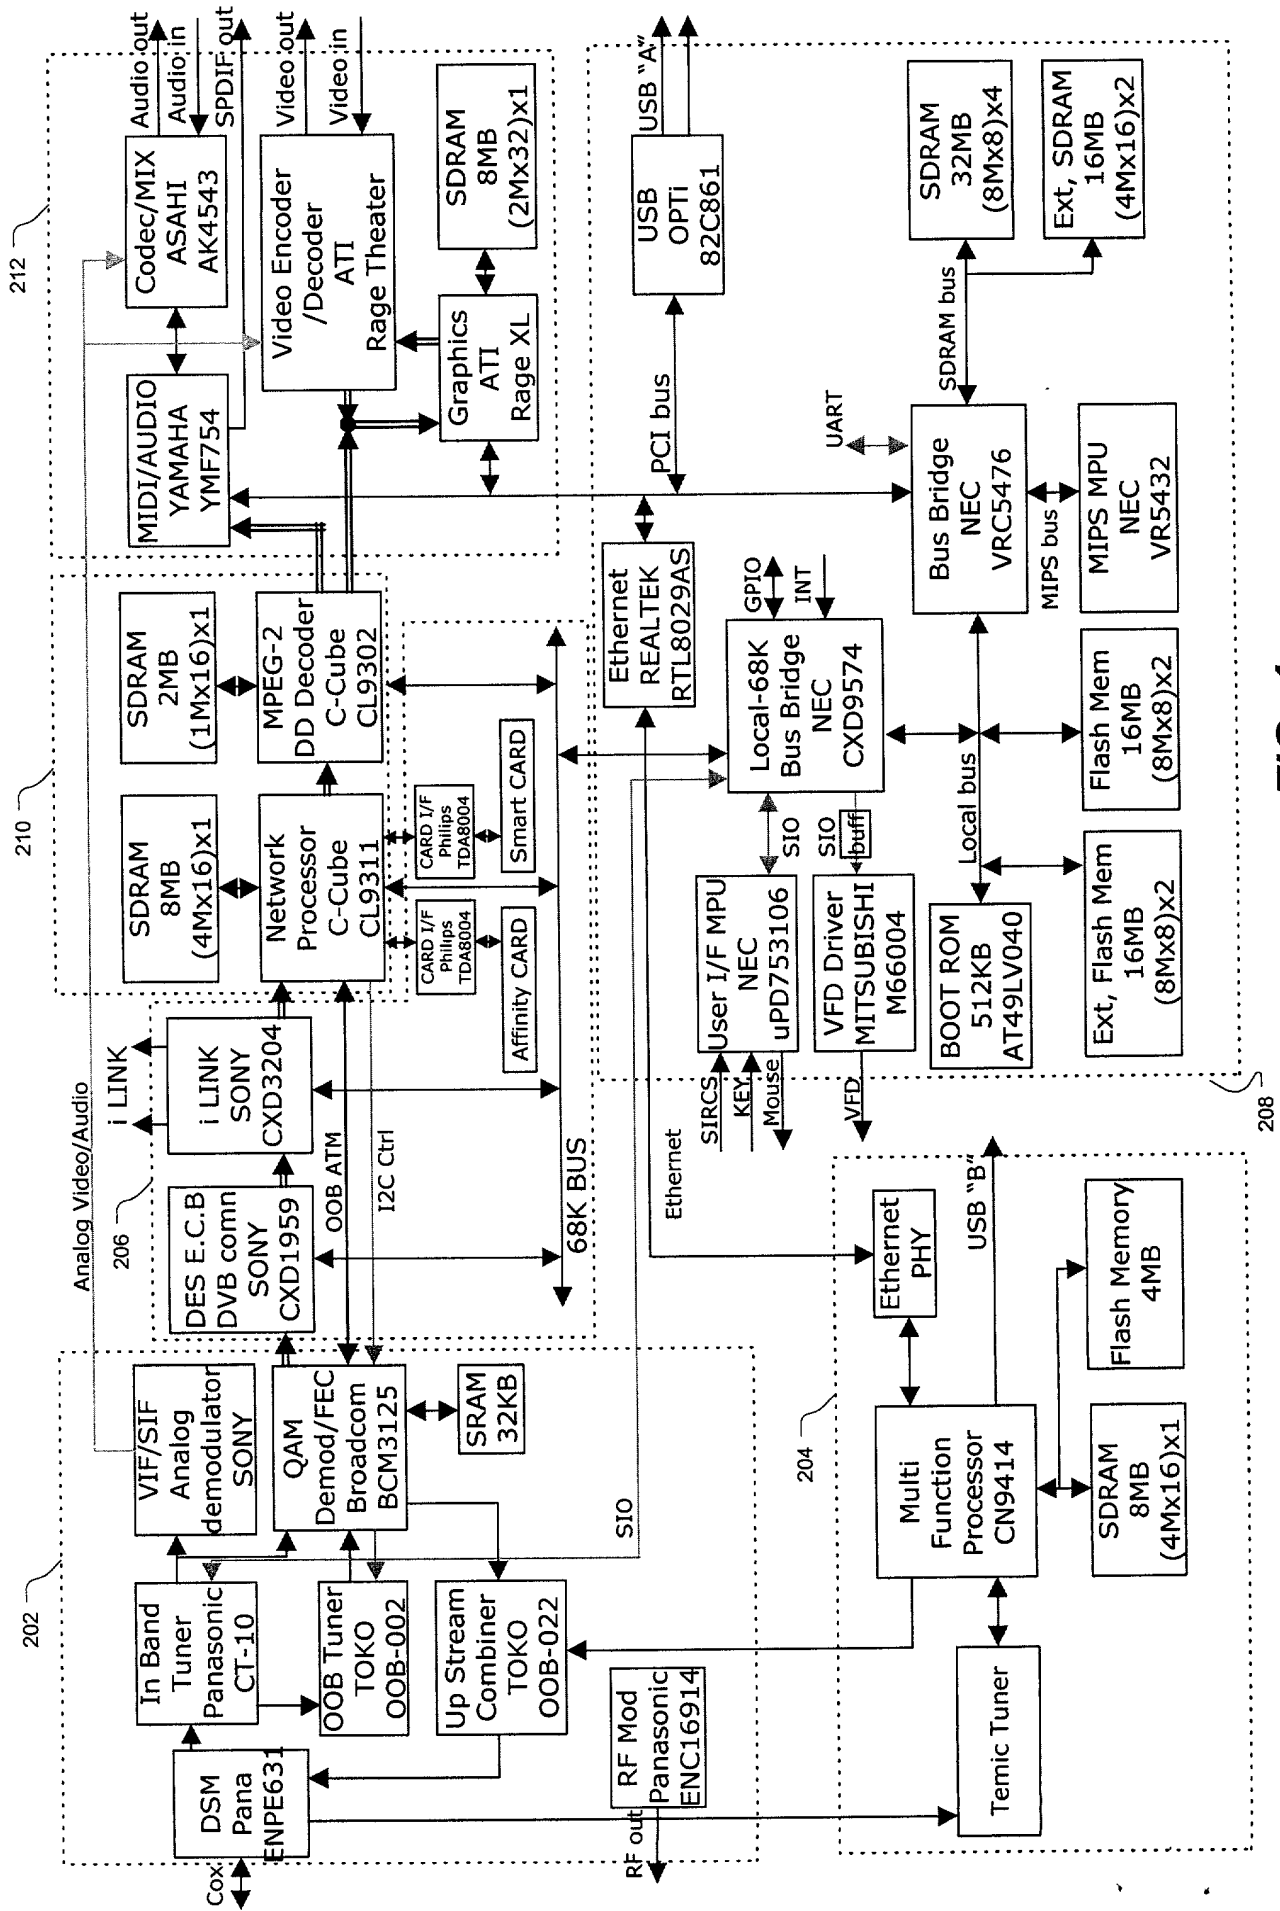 212
Audio out
Audio in
SPDIF out
Video out
Video in
Codec/MIX
ASAHI
AK4543
Video Encoder
/Decoder
ATI
Rage Theater
SDRAM
8MB
(2Mx32)x1
MIDI/AUDIO
YAMAHA
YMF754
Graphics
ATI
Rage XL
USB "A"
USB
OPTi
82C861
SDRAM
32MB
(8Mx8)x4
Ext, SDRAM
16MB
(4Mx16)x2
SDRAM bus
PCI bus
UART
Bus Bridge
NEC
VRC5476
MIPS bus
MIPS MPU
NEC
VR5432
210
SDRAM
2MB
(1Mx16)x1
MPEG-2
DD Decoder
C-Cube
CL9302
SDRAM
8MB
(4Mx16)x1
Network
Processor
C-Cube
CL9311
CARD I/F
Philips
TDA8004
Smart CARD
CARD I/F
Philips
TDA8004
Affinity CARD
Ethernet
REALTEK
RTL8029AS
GPIO
INT
Local-68K
Bus Bridge
NEC
CXD9574
SIO
SIO
buff
Local bus
Flash Mem
16MB
(8Mx8)x2
Ext, Flash Mem
16MB
(8Mx8)x2
BOOT ROM
512KB
AT49LV040
User I/F MPU
NEC
uPD753106
VFD Driver
MITSUBISHI
M66004
SIRCS
KEY
Mouse
VFD
208
Analog Video/Audio
i LINK
i LINK
SONY
CXD3204
206
DES E.C.B
DVB comn
SONY
CXD1959
OOB ATM
I2C Ctrl
68K BUS
Ethernet
202
VIF/SIF
Analog
demodulator
SONY
QAM
Demod/FEC
Broadcom
BCM3125
SRAM
32KB
SIO
In Band
Tuner
Panasonic
CT-10
OOB Tuner
TOKO
OOB-002
Up Stream
Combiner
TOKO
OOB-022
DSM
Pana
ENPE631
Cox
RF Mod
Panasonic
ENC16914
RF out
204
Ethernet
PHY
USB "B"
Multi
Function
Processor
CN9414
Flash Memory
4MB
SDRAM
8MB
(4Mx16)x1
Temic Tuner